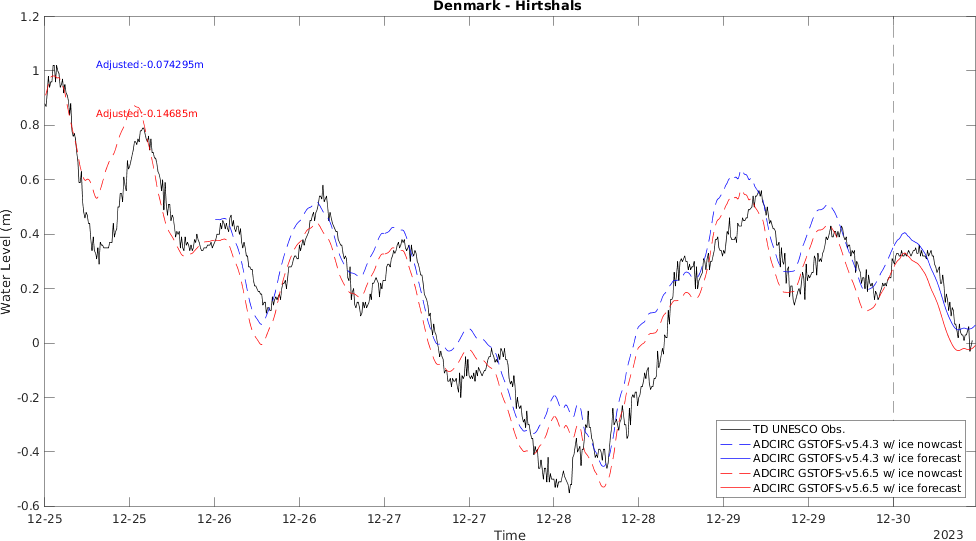 Denmark - Hirtshals
1.2
1
0.8
0.6
0.4
0.2
0
-0.2
-0.4
-0.6
Water Level (m)
Adjusted:-0.074295m
Adjusted:-0.14685m
TD UNESCO Obs.
ADCIRC GSTOFS-v5.4.3 w/ ice nowcast
ADCIRC GSTOFS-v5.4.3 w/ ice forecast
ADCIRC GSTOFS-v5.6.5 w/ ice nowcast
ADCIRC GSTOFS-v5.6.5 w/ ice forecast
12-25 12-25 12-26 12-26 12-27 12-27 12-28 12-28 12-29 12-29 12-30
Time
2023